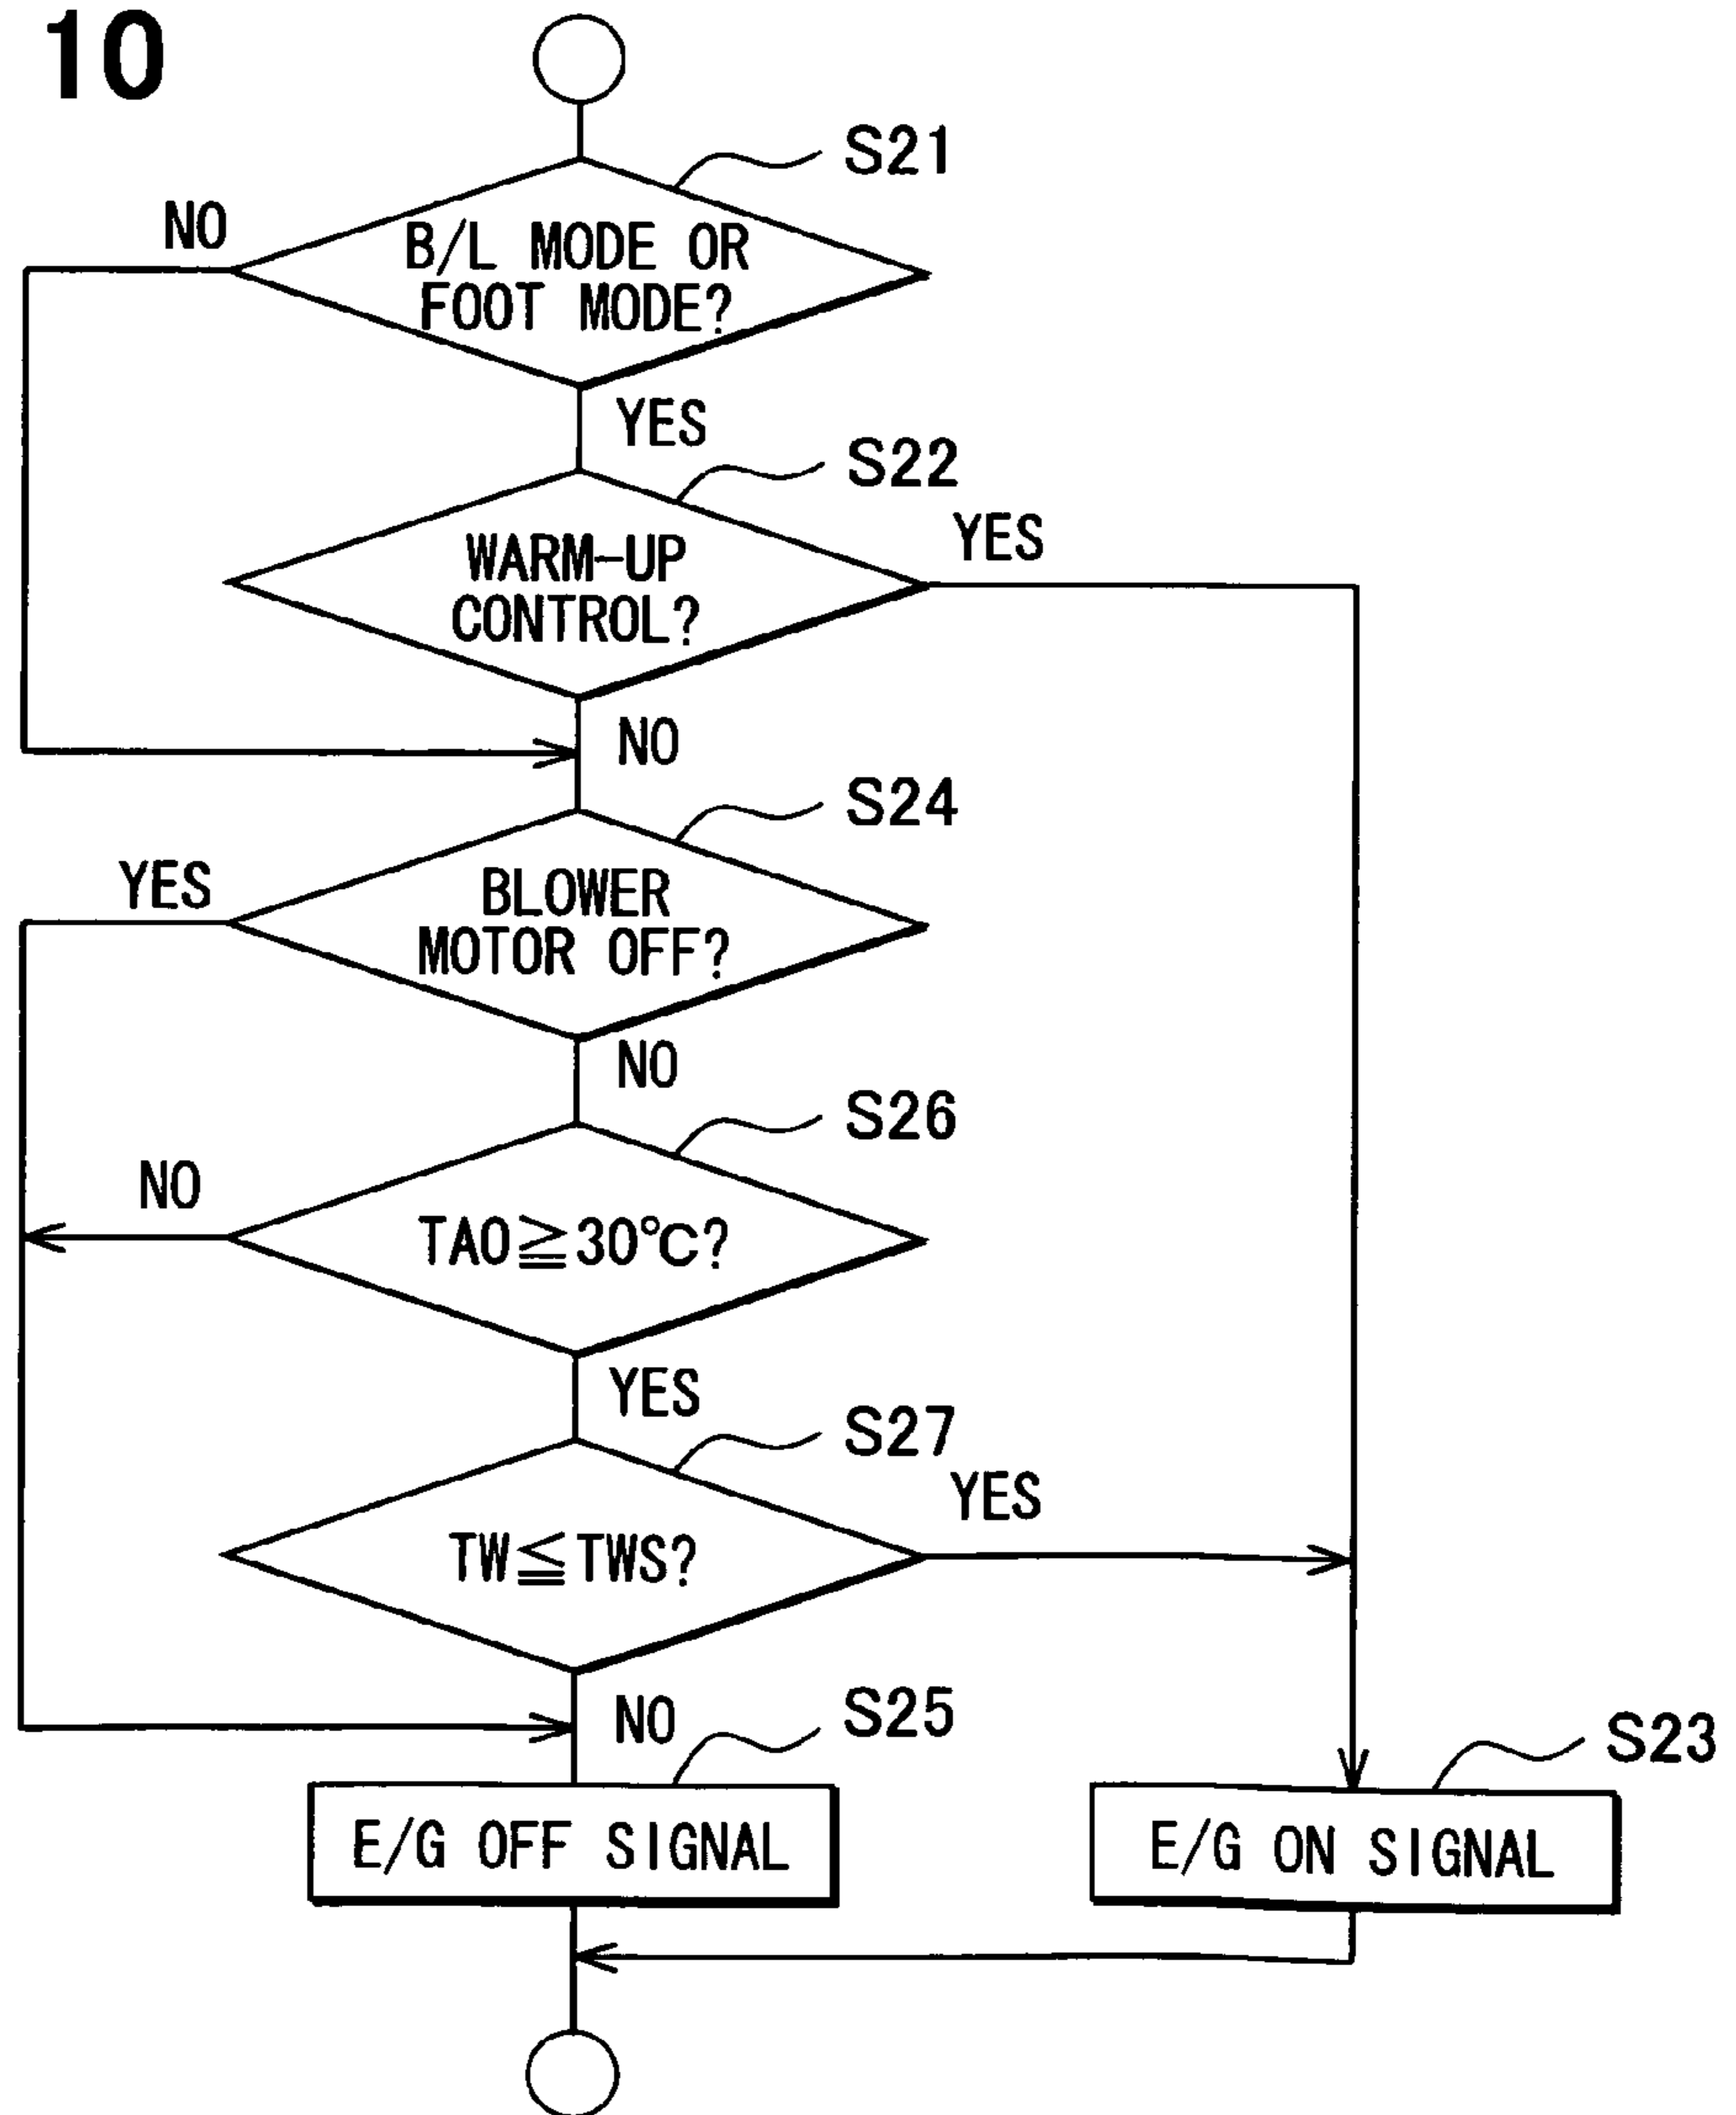 10
S21
NO
B/L MODE OR
FOOT MODE?
YES
S22
YES
WARM-UP
CONTROL?
NO
S24
YES
BLOWER
MOTOR OFF?
NO
S26
NO
TAO≧30℃?
YES
S27
YES
TW≦TWS?
NO
S25
S23
E/G OFF SIGNAL
E/G ON SIGNAL